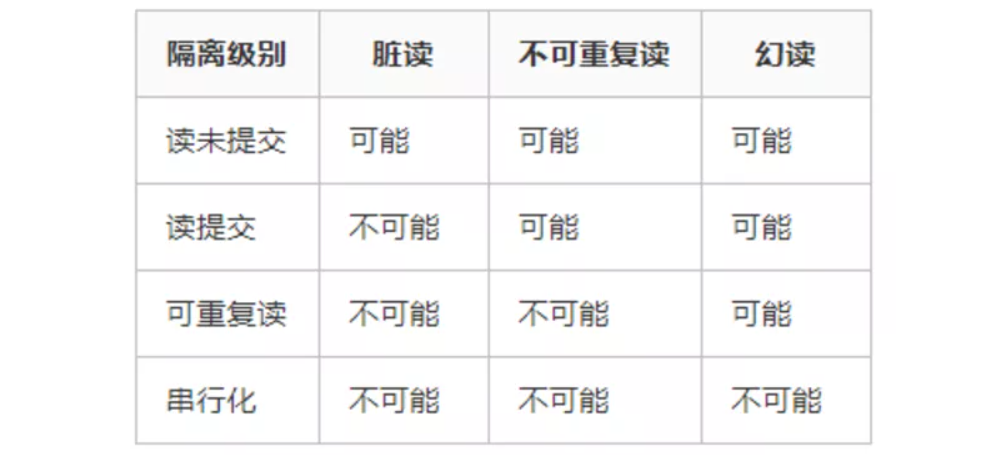 隔离级别 脏读 不可重复读 幻读
读未提交 可能 可能 可能
读提交 不可能 可能 可能
可重复读 不可能 不可能 可能
串行化 不可能 不可能 不可能